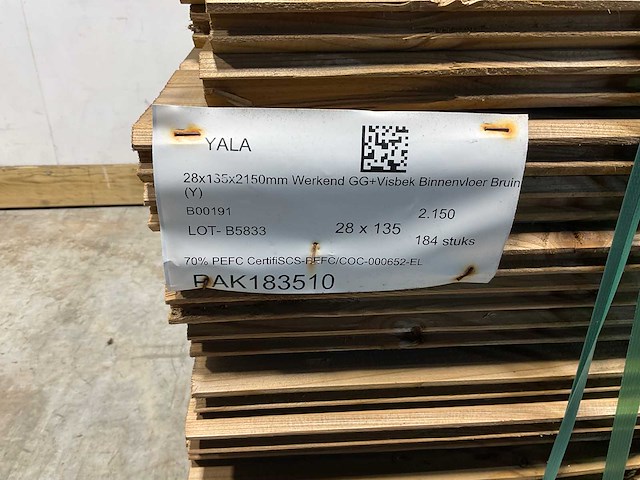 YALA
28x135x2150mm Werkend GG+Visbek Binnenvloer Bruin
(Y)
B00191
2.150
LOT- B5833
28 x 135
184 stuks
70% PEFC CertifiSCS-PEFC/COC-000652-EL
PAK183510